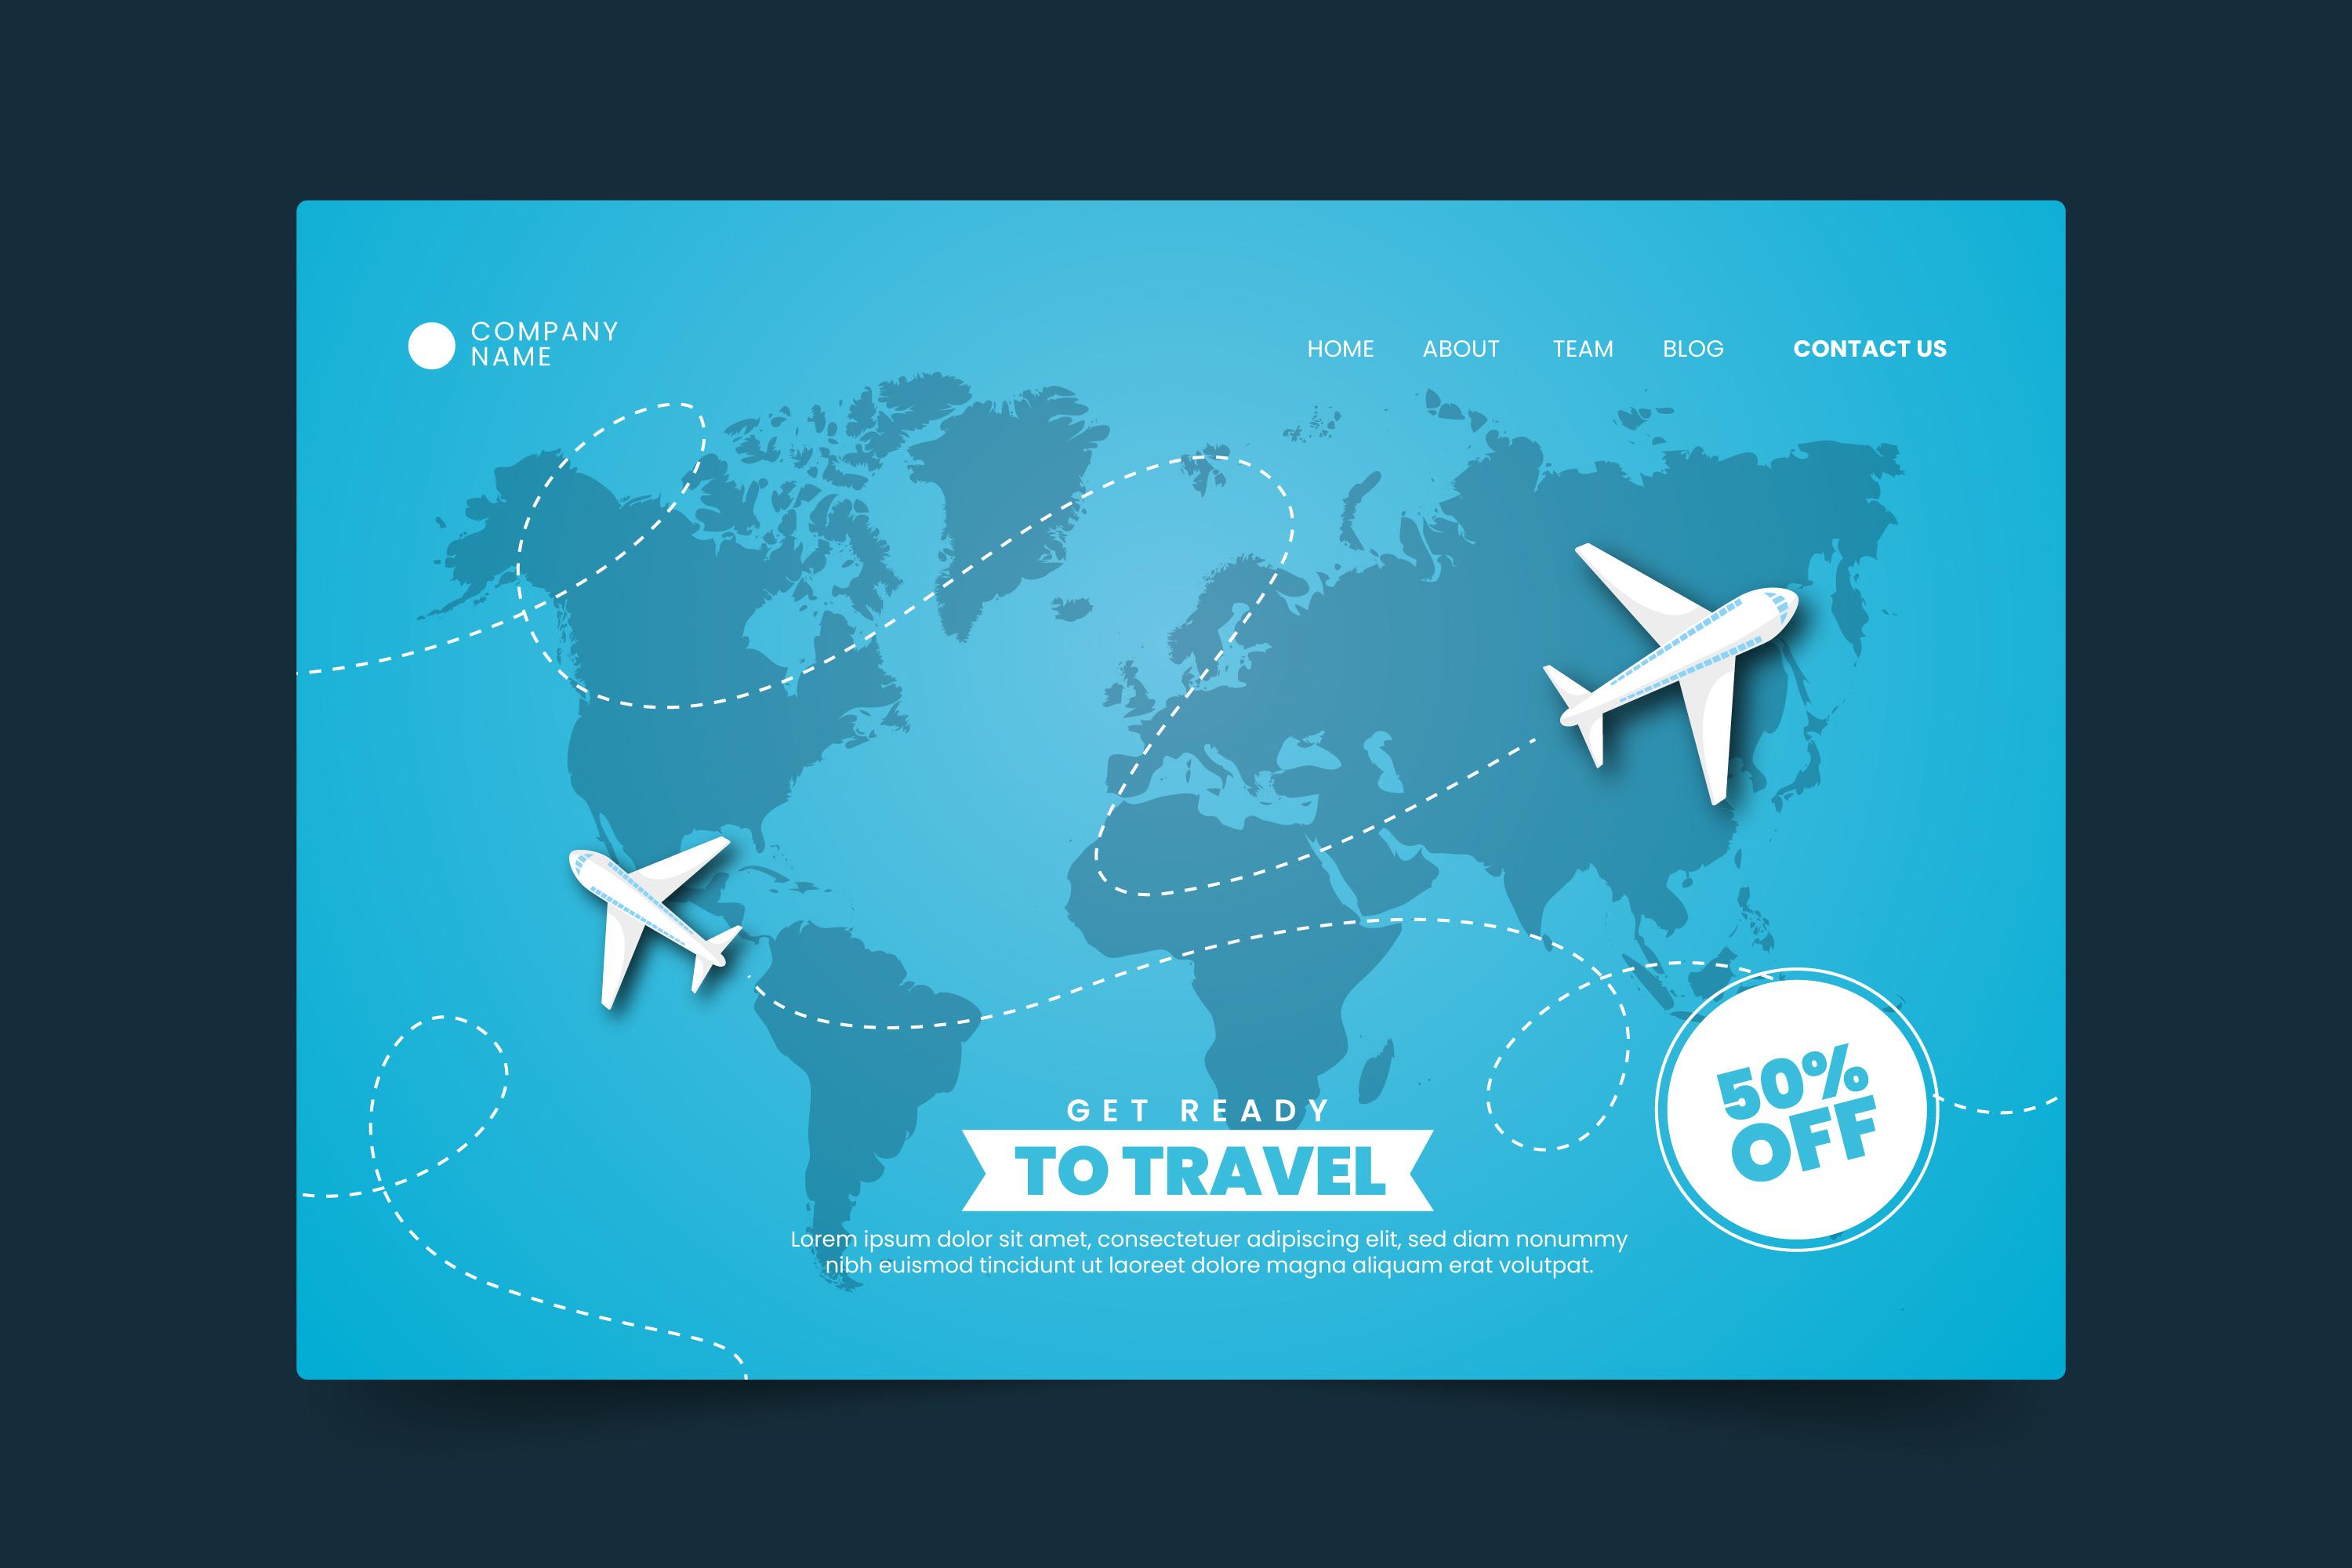 COMPANY
NAME
HOME ABOUT TEAM BLOG CONTACT US
GET READY
TO TRAVEL
Lorem ipsum dolor sit amet, consectetuer adipiscing elit, sed diam nonummy
nibh euismod tincidunt ut laoreet dolore magna aliquam erat volutpat.
50%
OFF